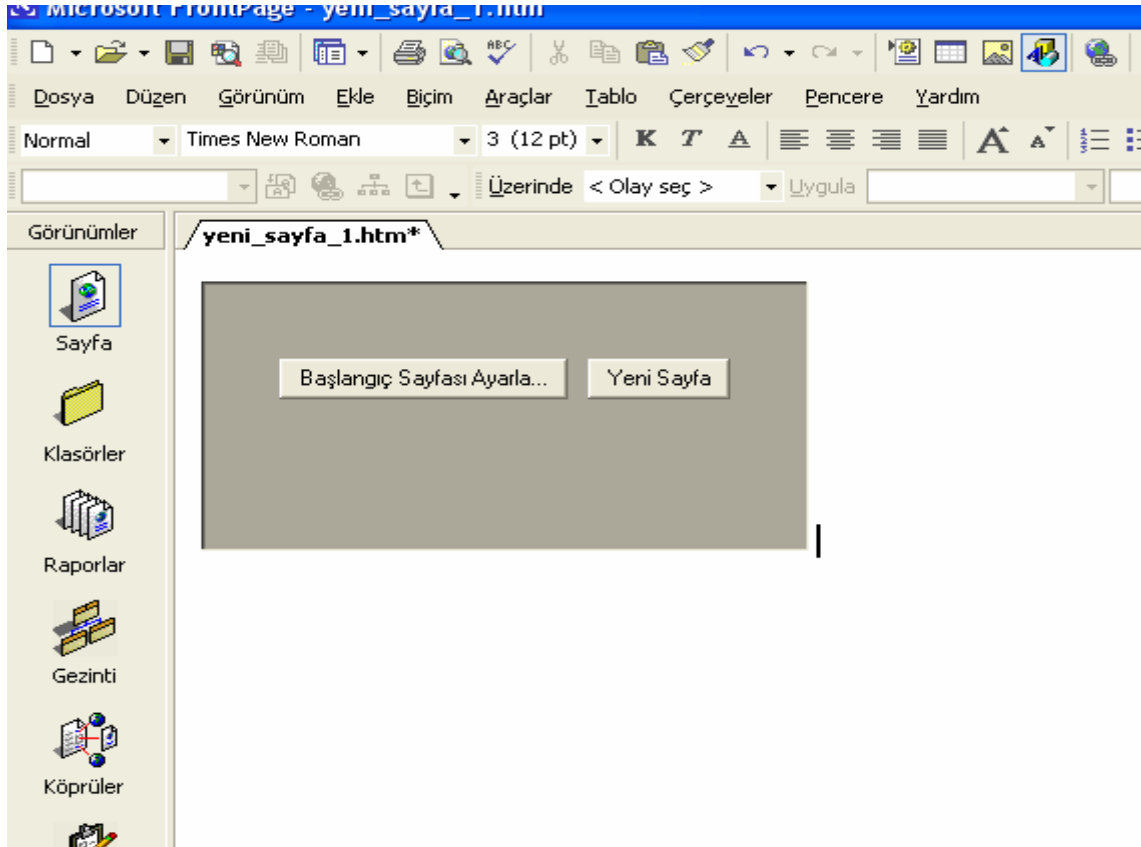 Microsoft FrontPage - yeni_sayfa_1.htm
Dosya Düzen Görünüm Ekle Biçim Araçlar Tablo Çerçeveler Pencere Yardım
Normal Times New Roman 3 (12 pt) K T A A A
Üzerinde < Olay seç > Uygula
Görünümler
yeni_sayfa_1.htm*
Sayfa
Başlangıç Sayfası Ayarla... Yeni Sayfa
Klasörler
Raporlar
Gezinti
Köprüler